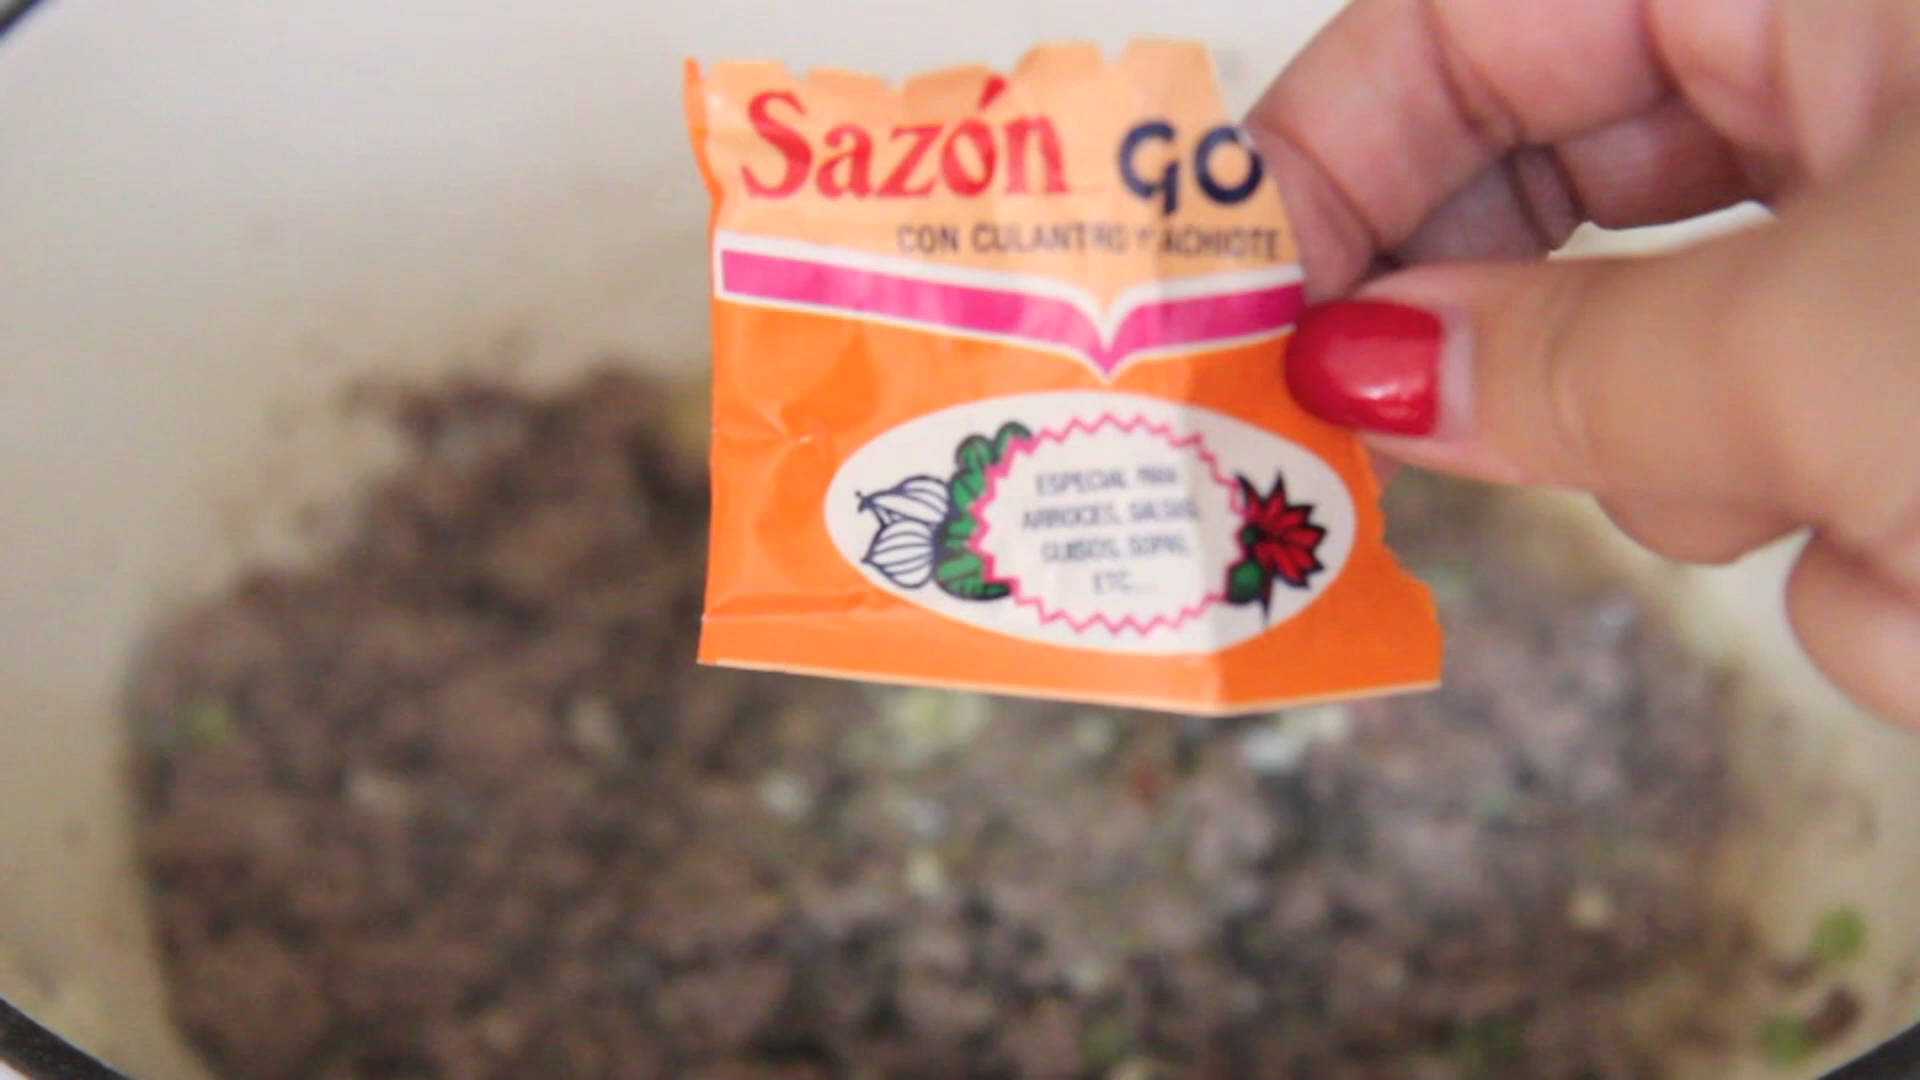 Sazón GO
CON CULANTRO Y ACHIOTE
ESPECIAL PARA
ARROCES, SALSAS,
GUISOS, SOPAS,
ETC...